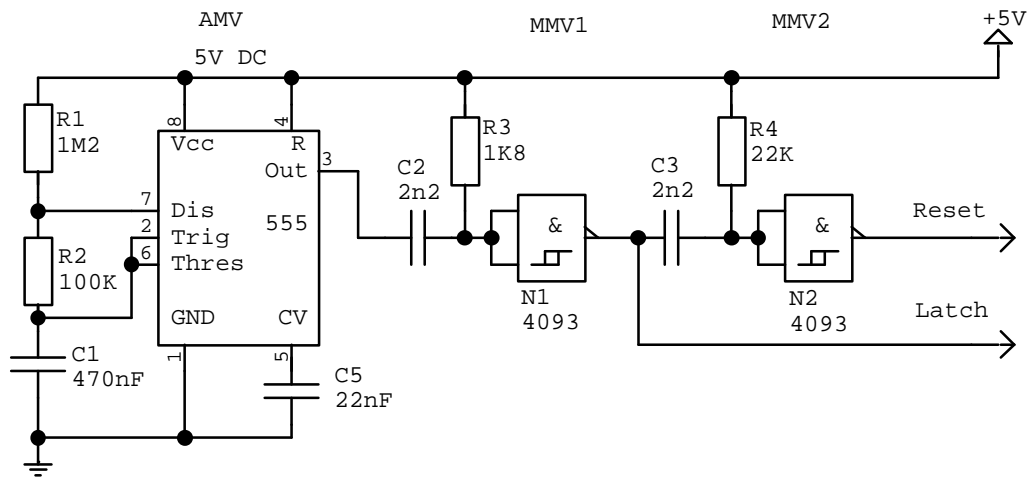 AMV
MMV1
MMV2
+5V
5V DC
R1
1M2
8
4
Vcc
R
3
Out
R3
1K8
R4
22K
C2
2n2
C3
2n2
7
Dis
2
Trig
555
6
Thres
R2
100K
&
&
Reset
N1
4093
N2
4093
GND
CV
Latch
1
5
C1
470nF
C5
22nF